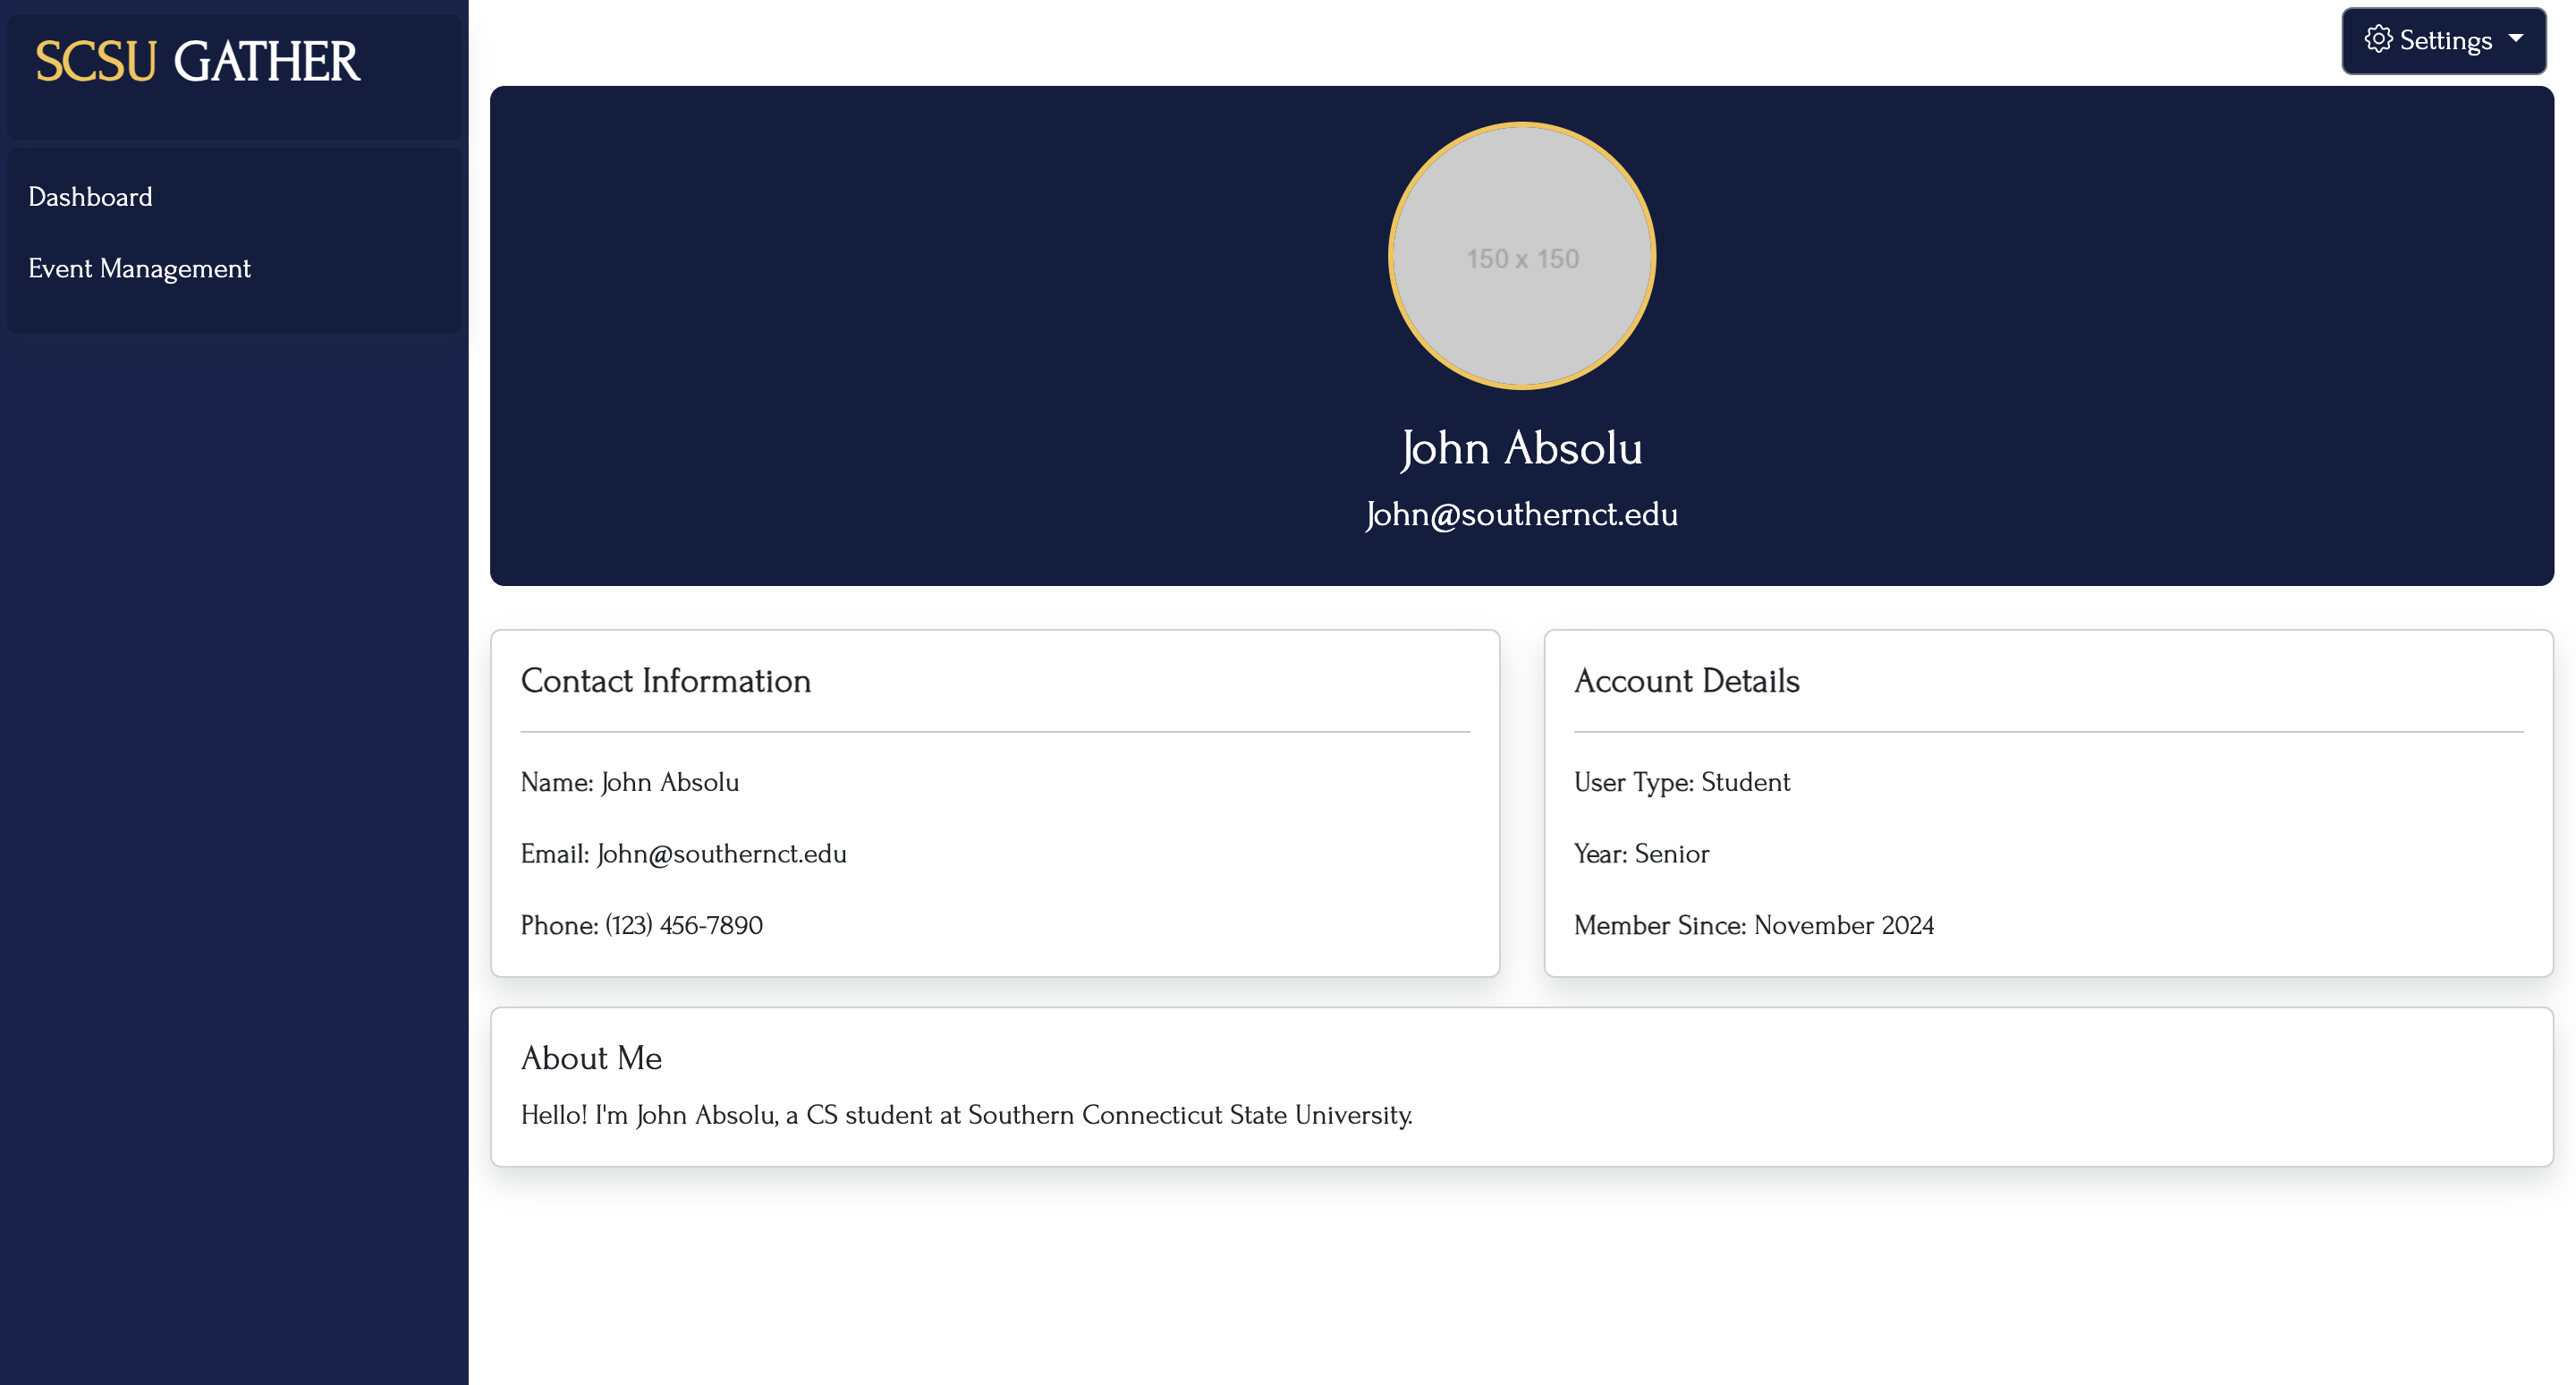 SCSU GATHER
Settings
Dashboard
Event Management
150 x 150
John Absolu
John@southernct.edu
Contact Information
Name: John Absolu
Email: John@southernct.edu
Phone: (123) 456-7890
Account Details
User Type: Student
Year: Senior
Member Since: November 2024
About Me
Hello! I'm John Absolu, a CS student at Southern Connecticut State University.